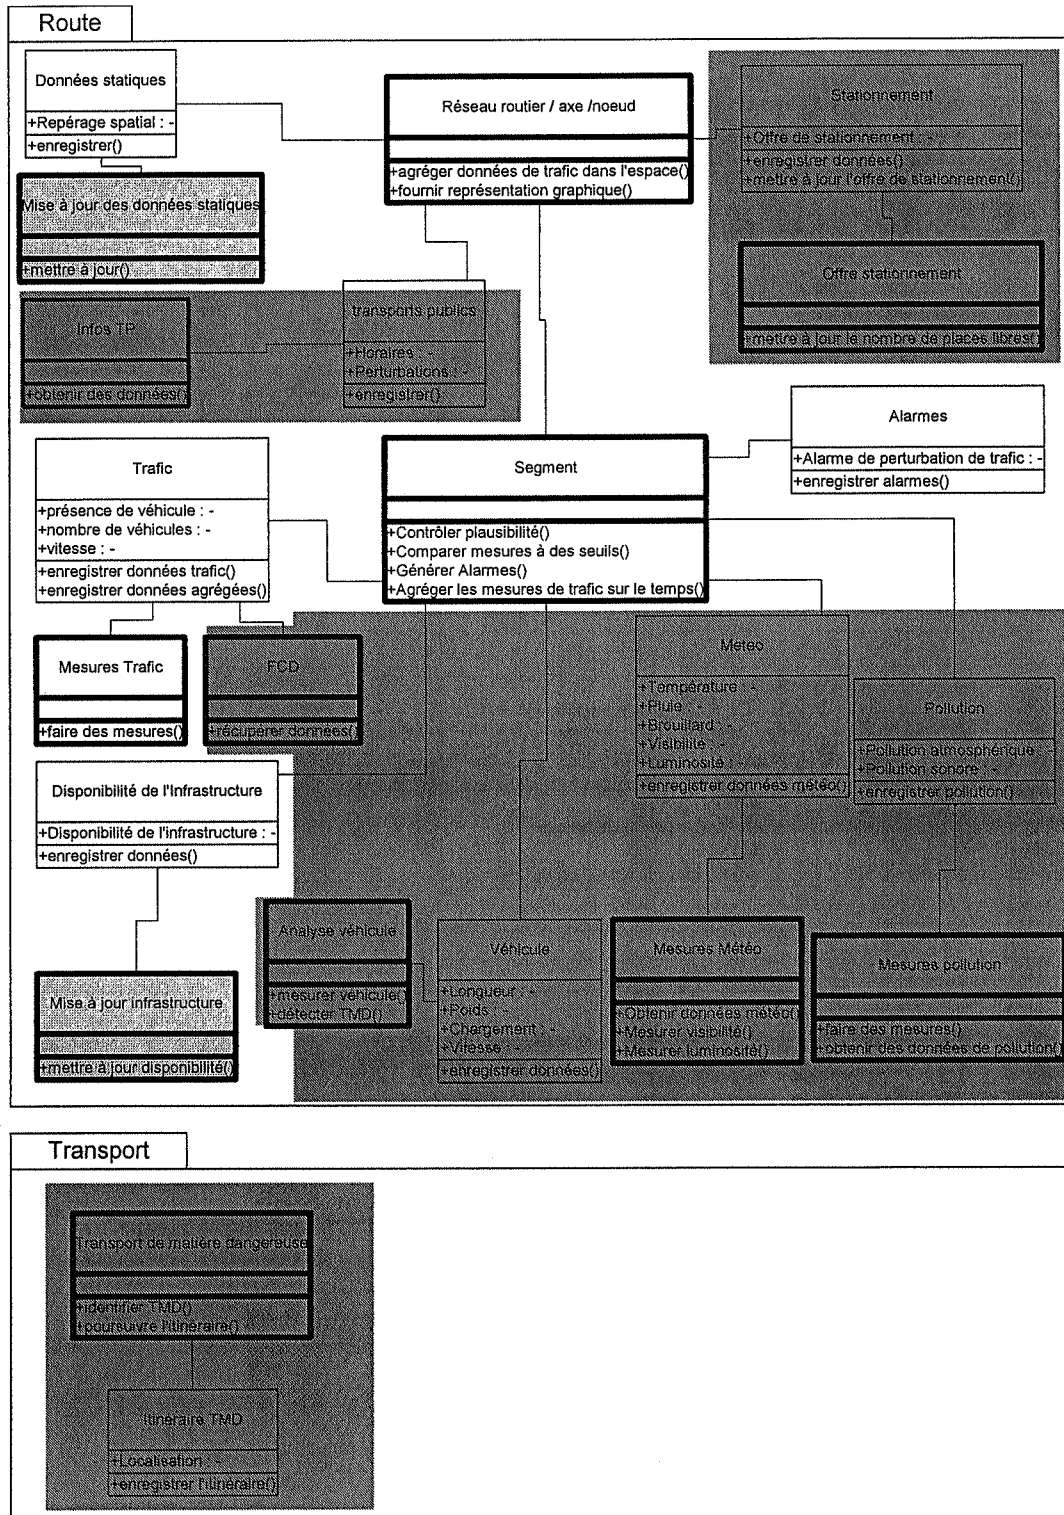 Route
Données statiques
+Repérage spatial : -
+enregistrer()
Réseau routier / axe /noeud
+agréger données de trafic dans l'espace()
+fournir représentation graphique()
Stationnement
+Offre de stationnement : -
+enregistrer données()
+mettre à jour l'offre de stationnement()
Mise à jour des données statiques
+mettre à jour()
Offre stationnement
+mettre à jour le nombre de places libres()
Infos TP
+obtenir des données()
transports publics
+Horaires : -
+Perturbations : -
+enregistrer()
Trafic
+présence de véhicule : -
+nombre de véhicules : -
+vitesse : -
+enregistrer données trafic()
+enregistrer données agrégées()
Segment
+Contrôler plausibilité()
+Comparer mesures à des seuils()
+Générer Alarmes()
+Agréger les mesures de trafic sur le temps()
Alarmes
+Alarme de perturbation de trafic : -
+enregistrer alarmes()
Mesures Trafic
+faire des mesures()
FCD
+récupérer données()
Météo
+Température : -
+Pluie : -
+Brouillard : -
+Visibilité : -
+Luminosité : -
+enregistrer données météo()
Pollution
+Pollution atmosphérique : -
+Pollution sonore : -
+enregistrer pollution()
Disponibilité de l'Infrastructure
+Disponibilité de l'infrastructure : -
+enregistrer données()
Analyse véhicule
+mesurer véhicule()
+détecter TMD()
Véhicule
+Longueur : -
+Poids : -
+Chargement : -
+Vitesse : -
+enregistrer données()
Mesures Météo
+Obtenir données météo()
+Mesurer visibilité()
+Mesurer luminosité()
Mesures pollution
+faire des mesures()
+obtenir des données de pollution()
Mise à jour infrastructure
+mettre à jour disponibilité()
Transport
Transport de matière dangereuse
+identifier TMD()
+poursuivre l'itinéraire()
Itinéraire TMD
+Localisation : -
+enregistrer l'itinéraire()